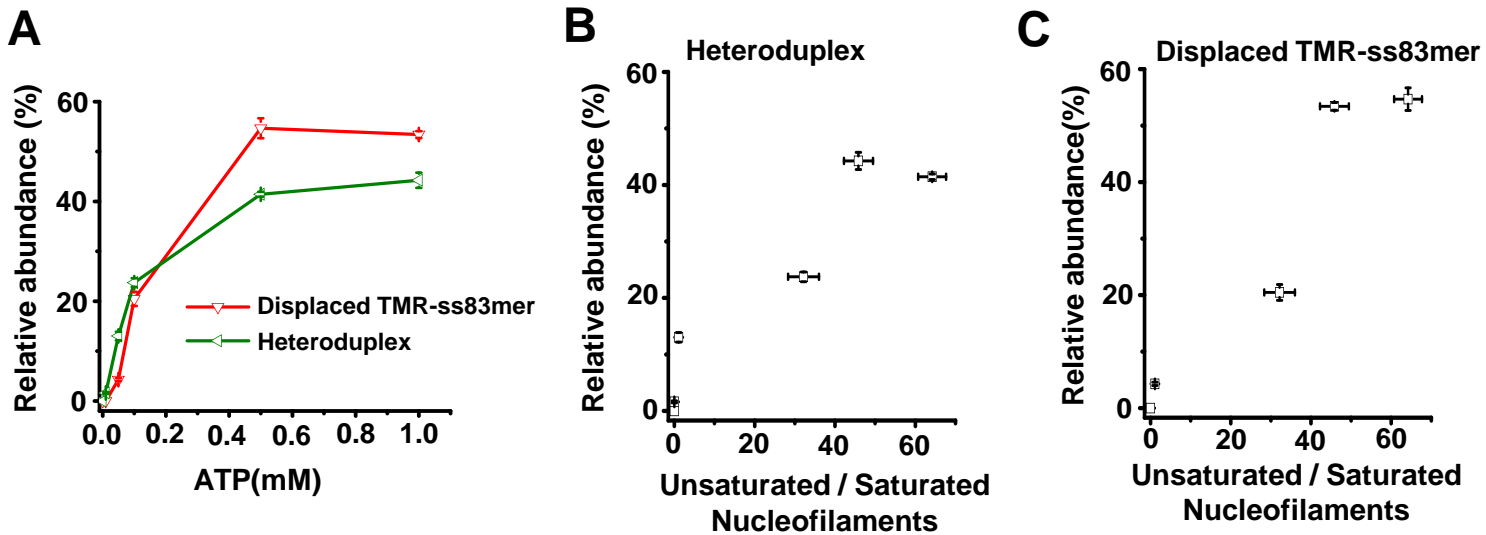 A
Relative abundance (%)
60
40
20
0
0.0 0.2 0.4 0.6 0.8 1.0
ATP(mM)
Displaced TMR-ss83mer
Heteroduplex
B
Heteroduplex
Relative abundance (%)
60
40
20
0
0 20 40 60
Unsaturated / Saturated
Nucleofilaments
C
Displaced TMR-ss83mer
Relative abundance(%)
60
40
20
0
0 20 40 60
Unsaturated / Saturated
Nucleofilaments